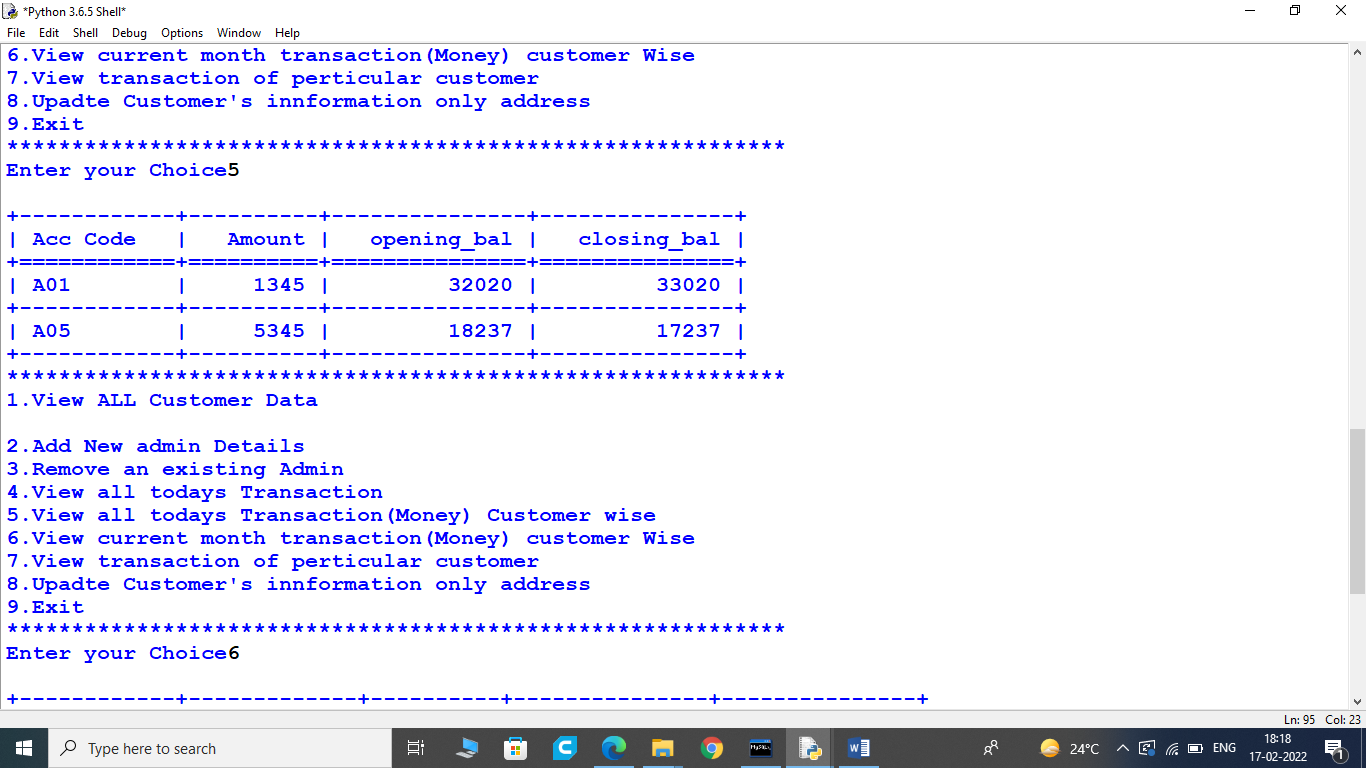 *Python 3.6.5 Shell*
File Edit Shell Debug Options Window Help
6.View current month transaction(Money) customer Wise
7.View transaction of perticular customer
8.Upadte Customer's innformation only address
9.Exit
************************************************************
Enter your Choice5
+------------+----------+---------------+---------------+
| Acc Code   |   Amount |   opening_bal |   closing_bal |
+============+==========+===============+===============+
| A01        |     1345 |         32020 |         33020 |
+------------+----------+---------------+---------------+
| A05        |     5345 |         18237 |         17237 |
+------------+----------+---------------+---------------+
************************************************************
1.View ALL Customer Data
2.Add New admin Details
3.Remove an existing Admin
4.View all todays Transaction
5.View all todays Transaction(Money) Customer wise
6.View current month transaction(Money) customer Wise
7.View transaction of perticular customer
8.Upadte Customer's innformation only address
9.Exit
************************************************************
Enter your Choice6
+------------+-------------+----------+---------------+---------------+
Ln: 95 Col: 23
Type here to search
MySQL
W
24°C
ENG
18:18
17-02-2022
1